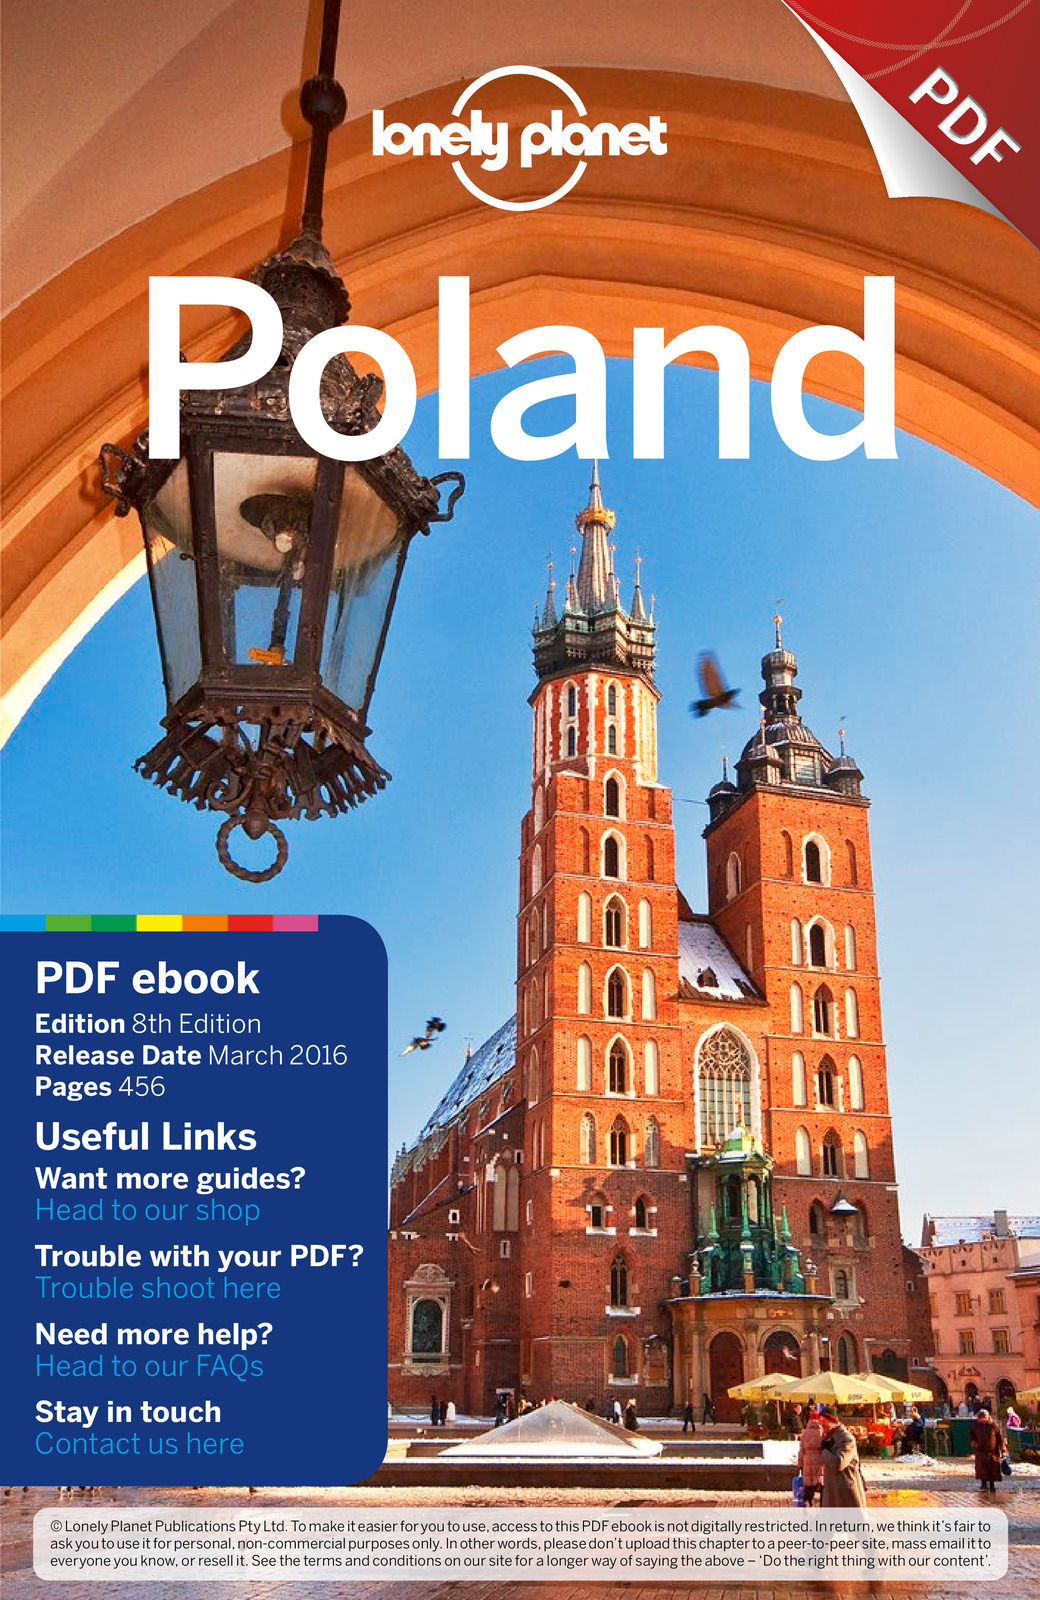 lonely planet
PDF
Poland
PDF ebook
Edition 8th Edition
Release Date March 2016
Pages 456
Useful Links
Want more guides?
Head to our shop
Trouble with your PDF?
Trouble shoot here
Need more help?
Head to our FAQs
Stay in touch
Contact us here
© Lonely Planet Publications Pty Ltd. To make it easier for you to use, access to this PDF ebook is not digitally restricted. In return, we think it’s fair to
ask you to use it for personal, non-commercial purposes only. In other words, please don’t upload this chapter to a peer-to-peer site, mass email it to
everyone you know, or resell it. See the terms and conditions on our site for a longer way of saying the above – ‘Do the right thing with our content’.